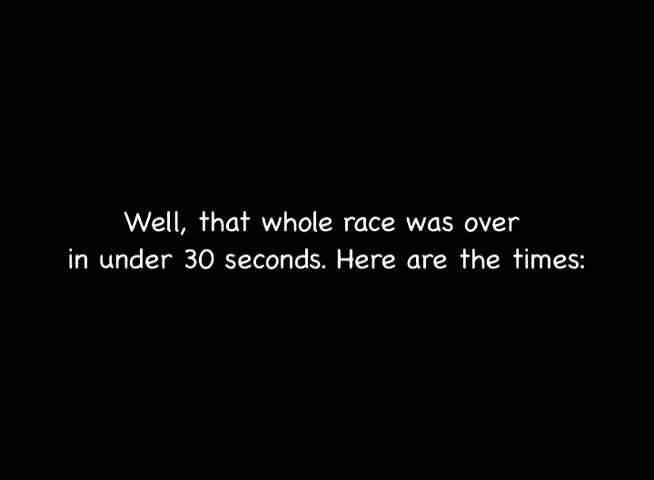 Well, that whole race was over
in under 30 seconds. Here are the times: